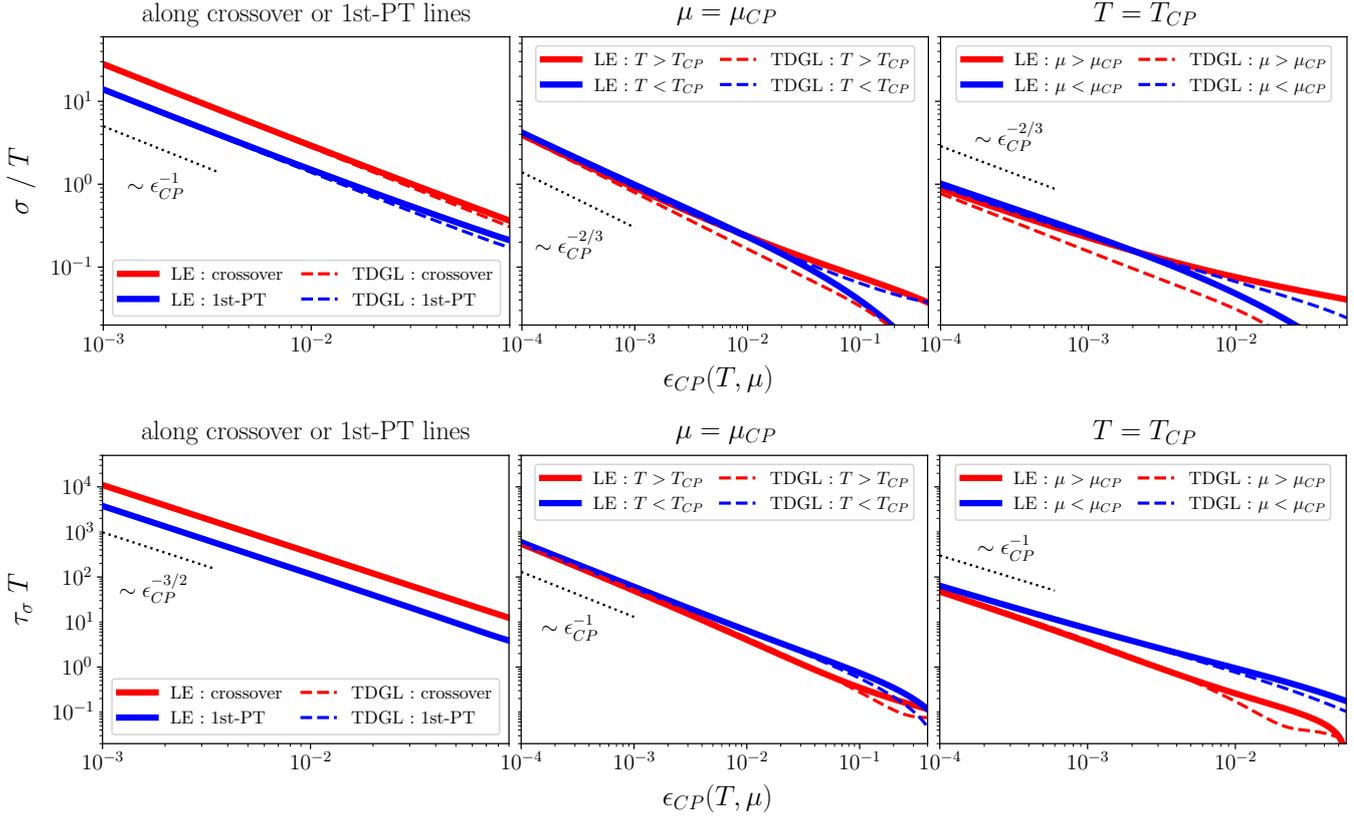 along crossover or 1st-PT lines
μ = μ_CP
T = T_CP
σ / T
10^1
10^0
10^−1
∼ ϵ_CP^−1
LE : crossover
TDGL : crossover
LE : 1st-PT
TDGL : 1st-PT
10^−3
10^−2
LE : T > T_CP
TDGL : T > T_CP
LE : T < T_CP
TDGL : T < T_CP
∼ ϵ_CP^−2/3
10^−4
10^−3
10^−2
10^−1
LE : μ > μ_CP
TDGL : μ > μ_CP
LE : μ < μ_CP
TDGL : μ < μ_CP
∼ ϵ_CP^−2/3
10^−4
10^−3
10^−2
ϵ_CP(T, μ)
along crossover or 1st-PT lines
μ = μ_CP
T = T_CP
τ_σ T
10^4
10^3
10^2
10^1
10^0
10^−1
∼ ϵ_CP^−3/2
LE : crossover
TDGL : crossover
LE : 1st-PT
TDGL : 1st-PT
10^−3
10^−2
LE : T > T_CP
TDGL : T > T_CP
LE : T < T_CP
TDGL : T < T_CP
∼ ϵ_CP^−1
10^−4
10^−3
10^−2
10^−1
LE : μ > μ_CP
TDGL : μ > μ_CP
LE : μ < μ_CP
TDGL : μ < μ_CP
∼ ϵ_CP^−1
10^−4
10^−3
10^−2
ϵ_CP(T, μ)